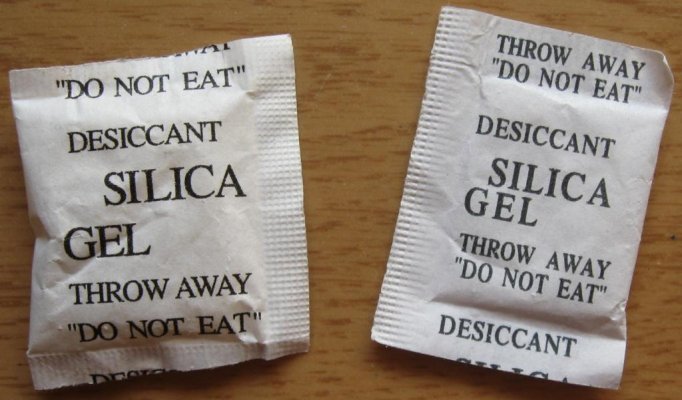 "DO NOT EAT"
DESICCANT
SILICA
GEL
THROW AWAY
"DO NOT EAT"
THROW AWAY
"DO NOT EAT"
DESICCANT
SILICA
GEL
THROW AWAY
"DO NOT EAT"
DESICCANT